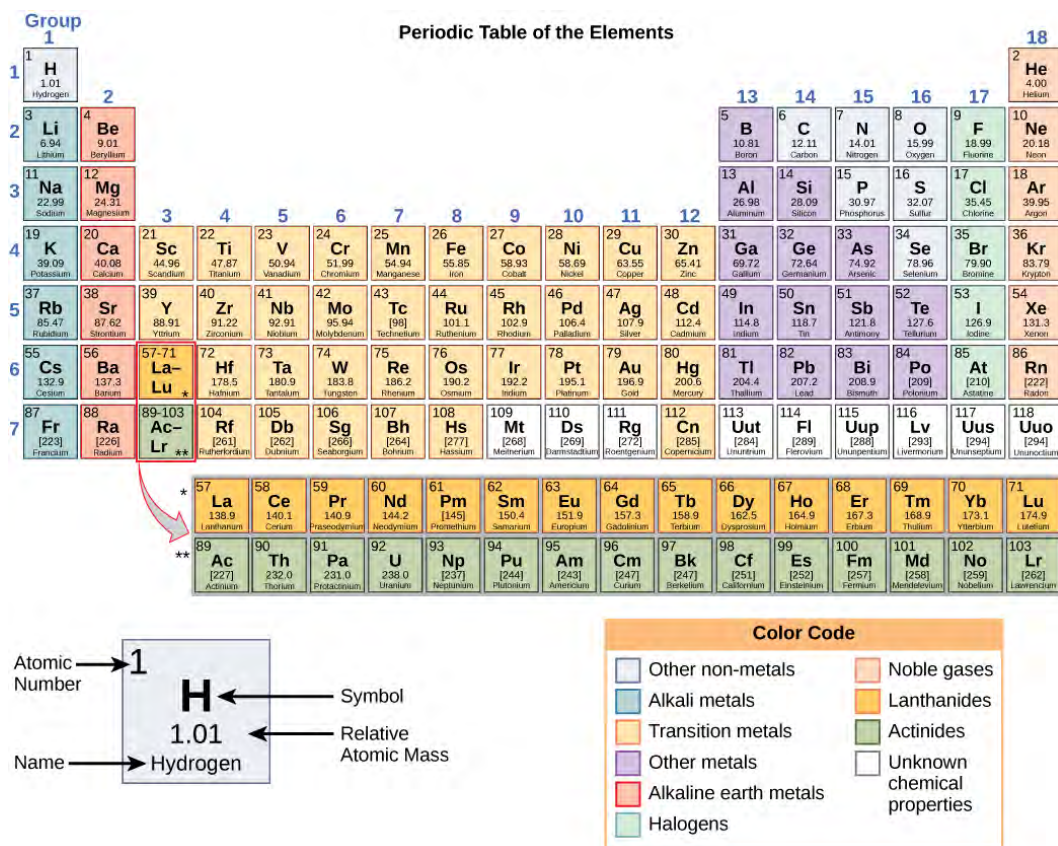 Group
1
Periodic Table of the Elements
18
1
1 H 1.01 Hydrogen
2 He 4.00 Helium
2
13 14 15 16 17
2
3 Li 6.94 Lithium
4 Be 9.01 Beryllium
5 B 10.81 Boron
6 C 12.11 Carbon
7 N 14.01 Nitrogen
8 O 15.99 Oxygen
9 F 18.99 Fluorine
10 Ne 20.18 Neon
3
11 Na 22.99 Sodium
12 Mg 24.31 Magnesium
3 4 5 6 7 8 9 10 11 12
13 Al 26.98 Aluminum
14 Si 28.09 Silicon
15 P 30.97 Phosphorus
16 S 32.07 Sulfur
17 Cl 35.45 Chlorine
18 Ar 39.95 Argon
4
19 K 39.09 Potassium
20 Ca 40.08 Calcium
21 Sc 44.96 Scandium
22 Ti 47.87 Titanium
23 V 50.94 Vanadium
24 Cr 51.99 Chromium
25 Mn 54.94 Manganese
26 Fe 55.85 Iron
27 Co 58.93 Cobalt
28 Ni 58.69 Nickel
29 Cu 63.55 Copper
30 Zn 65.41 Zinc
31 Ga 69.72 Gallium
32 Ge 72.64 Germanium
33 As 74.92 Arsenic
34 Se 78.96 Selenium
35 Br 79.90 Bromine
36 Kr 83.79 Krypton
5
37 Rb 85.47 Rubidium
38 Sr 87.62 Strontium
39 Y 88.91 Yttrium
40 Zr 91.22 Zirconium
41 Nb 92.91 Niobium
42 Mo 95.94 Molybdenum
43 Tc [98] Technetium
44 Ru 101.1 Ruthenium
45 Rh 102.9 Rhodium
46 Pd 106.4 Palladium
47 Ag 107.9 Silver
48 Cd 112.4 Cadmium
49 In 114.8 Indium
50 Sn 118.7 Tin
51 Sb 121.8 Antimony
52 Te 127.6 Tellurium
53 I 126.9 Iodine
54 Xe 131.3 Xenon
6
55 Cs 132.9 Cesium
56 Ba 137.3 Barium
57-71 La– Lu *
72 Hf 178.5 Hafnium
73 Ta 180.9 Tantalum
74 W 183.8 Tungsten
75 Re 186.2 Rhenium
76 Os 190.2 Osmium
77 Ir 192.2 Iridium
78 Pt 195.1 Platinum
79 Au 196.9 Gold
80 Hg 200.6 Mercury
81 Tl 204.4 Thallium
82 Pb 207.2 Lead
83 Bi 208.9 Bismuth
84 Po [209] Polonium
85 At [210] Astatine
86 Rn [222] Radon
7
87 Fr [223] Francium
88 Ra [226] Radium
89-103 Ac– Lr **
104 Rf [261] Rutherfordium
105 Db [262] Dubnium
106 Sg [266] Seaborgium
107 Bh [264] Bohrium
108 Hs [277] Hassium
109 Mt [268] Meitnerium
110 Ds [269] Darmstadtium
111 Rg [272] Roentgenium
112 Cn [285] Copernicium
113 Uut [284] Ununtrium
114 Fl [289] Flerovium
115 Uup [288] Ununpentium
116 Lv [293] Livermorium
117 Uus [294] Ununseptium
118 Uuo [294] Ununoctium
*
57 La 138.9 Lanthanum
58 Ce 140.1 Cerium
59 Pr 140.9 Praseodymium
60 Nd 144.2 Neodymium
61 Pm [145] Promethium
62 Sm 150.4 Samarium
63 Eu 151.9 Europium
64 Gd 157.3 Gadolinium
65 Tb 158.9 Terbium
66 Dy 162.5 Dysprosium
67 Ho 164.9 Holmium
68 Er 167.3 Erbium
69 Tm 168.9 Thulium
70 Yb 173.1 Ytterbium
71 Lu 174.9 Lutetium
**
89 Ac [227] Actinium
90 Th 232.0 Thorium
91 Pa 231.0 Protactinium
92 U 238.0 Uranium
93 Np [237] Neptunium
94 Pu [244] Plutonium
95 Am [243] Americium
96 Cm [247] Curium
97 Bk [247] Berkelium
98 Cf [251] Californium
99 Es [252] Einsteinium
100 Fm [257] Fermium
101 Md [258] Mendelevium
102 No [259] Nobelium
103 Lr [262] Lawrencium
Atomic
Number
1
H
Symbol
1.01
Relative
Atomic Mass
Name
Hydrogen
Color Code
Other non-metals
Alkali metals
Transition metals
Other metals
Alkaline earth metals
Halogens
Noble gases
Lanthanides
Actinides
Unknown
chemical
properties